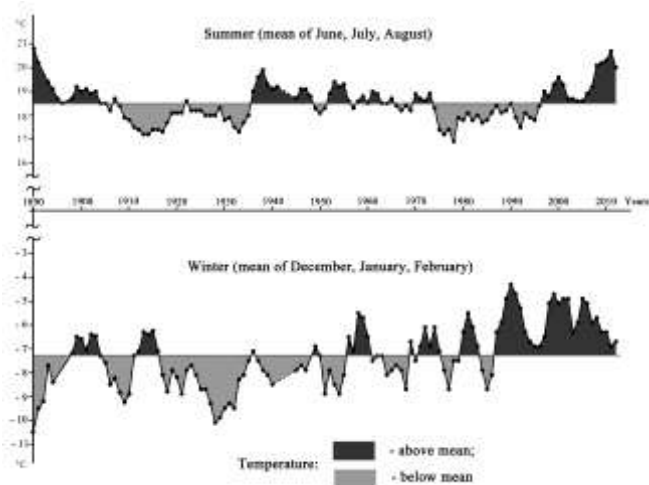 °C
Summer (mean of June, July, August)
21
20
19
18
17
16
1890 1900 1910 1920 1930 1940 1950 1960 1970 1980 1990 2000 2010 Years
- 3
Winter (mean of December, January, February)
- 4
- 5
- 6
- 7
- 8
- 9
- 10
- 11
°C
Temperature:
- above mean;
- below mean